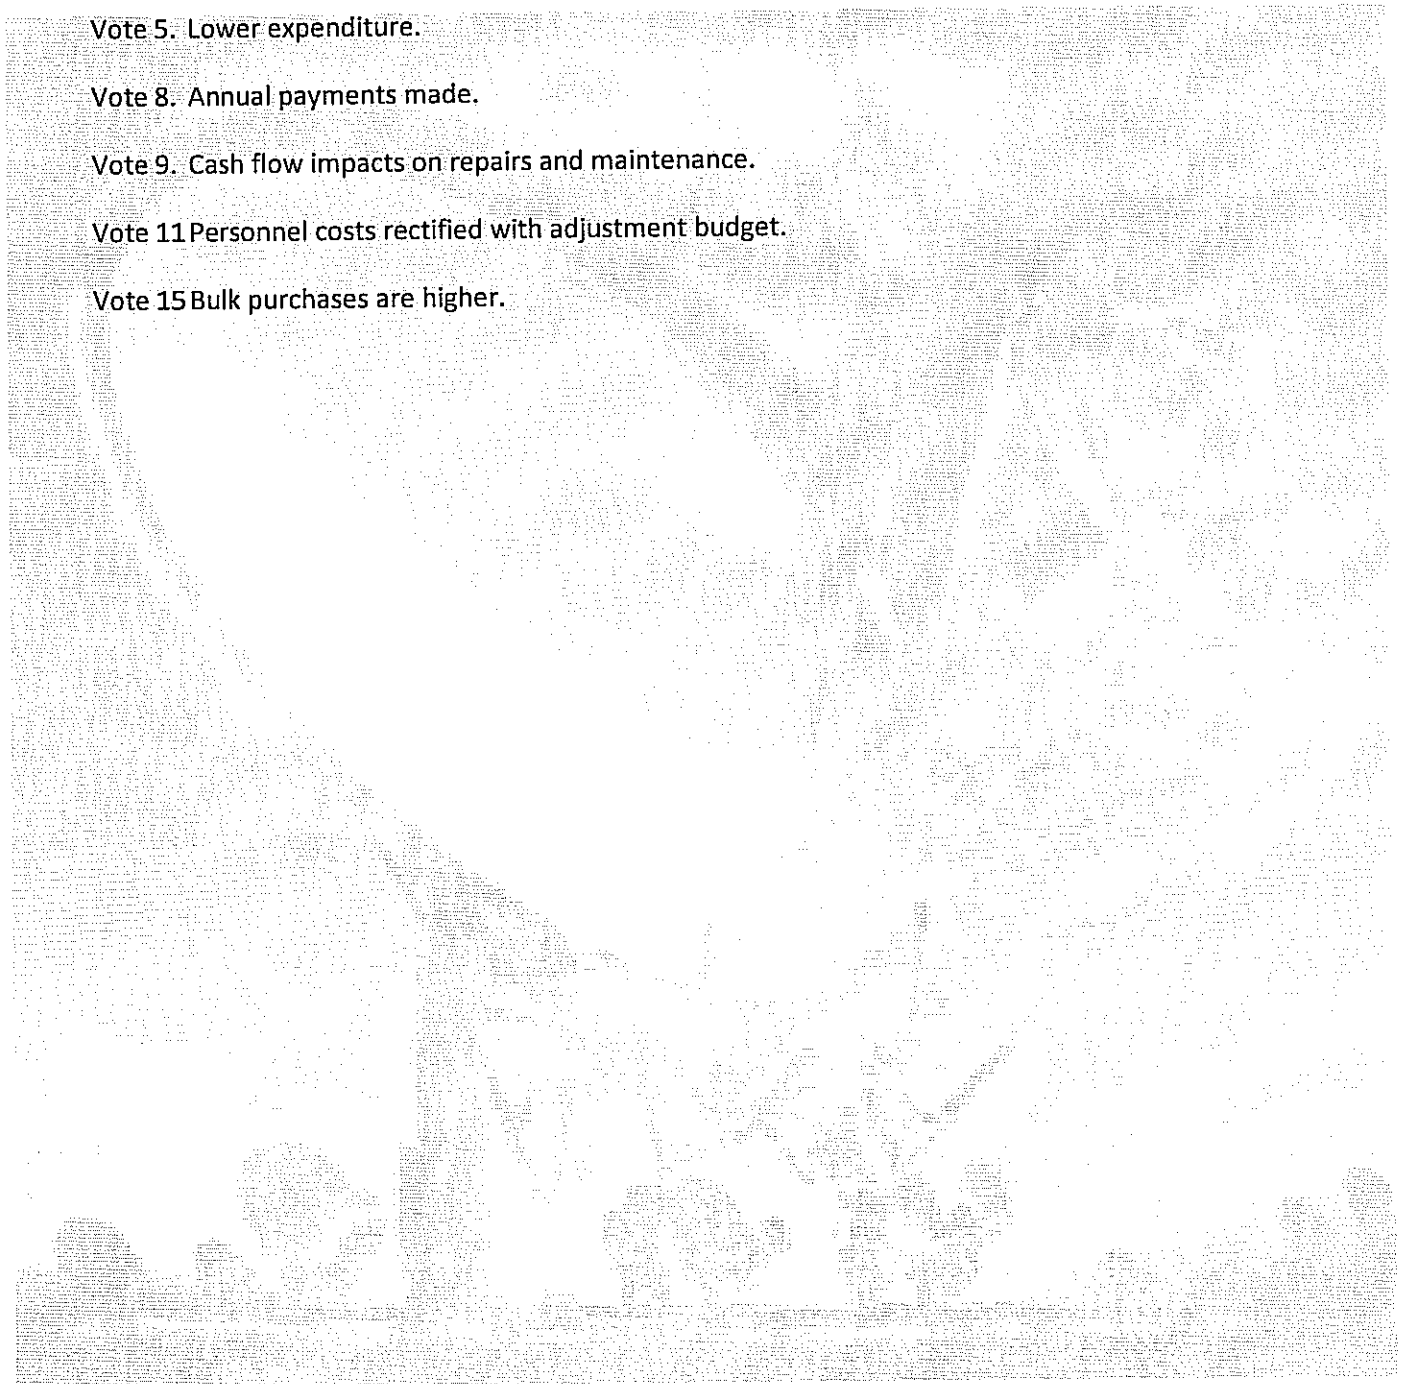 Vote 5. Lower expenditure.
Vote 8. Annual payments made.
Vote 9. Cash flow impacts on repairs and maintenance.
Vote 11 Personnel costs rectified with adjustment budget.
Vote 15 Bulk purchases are higher.